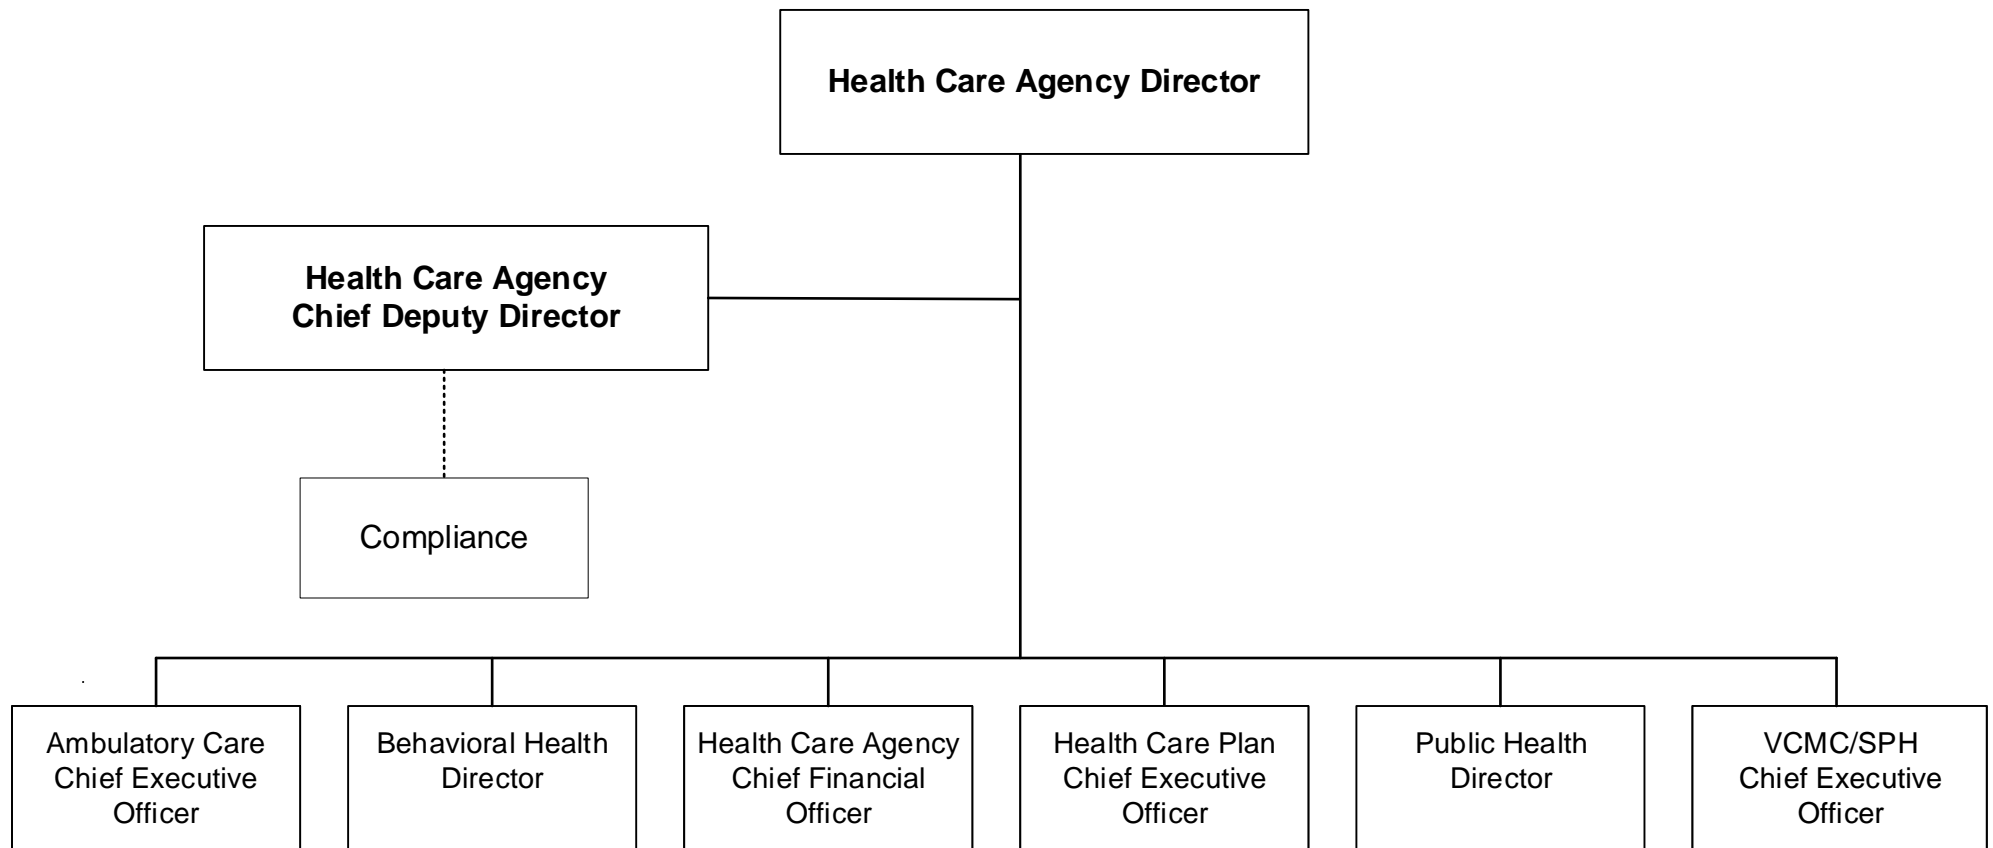 Health Care Agency Director
Health Care Agency
Chief Deputy Director
Compliance
Ambulatory Care
Chief Executive
Officer
Behavioral Health
Director
Health Care Agency
Chief Financial
Officer
Health Care Plan
Chief Executive
Officer
Public Health
Director
VCMC/SPH
Chief Executive
Officer